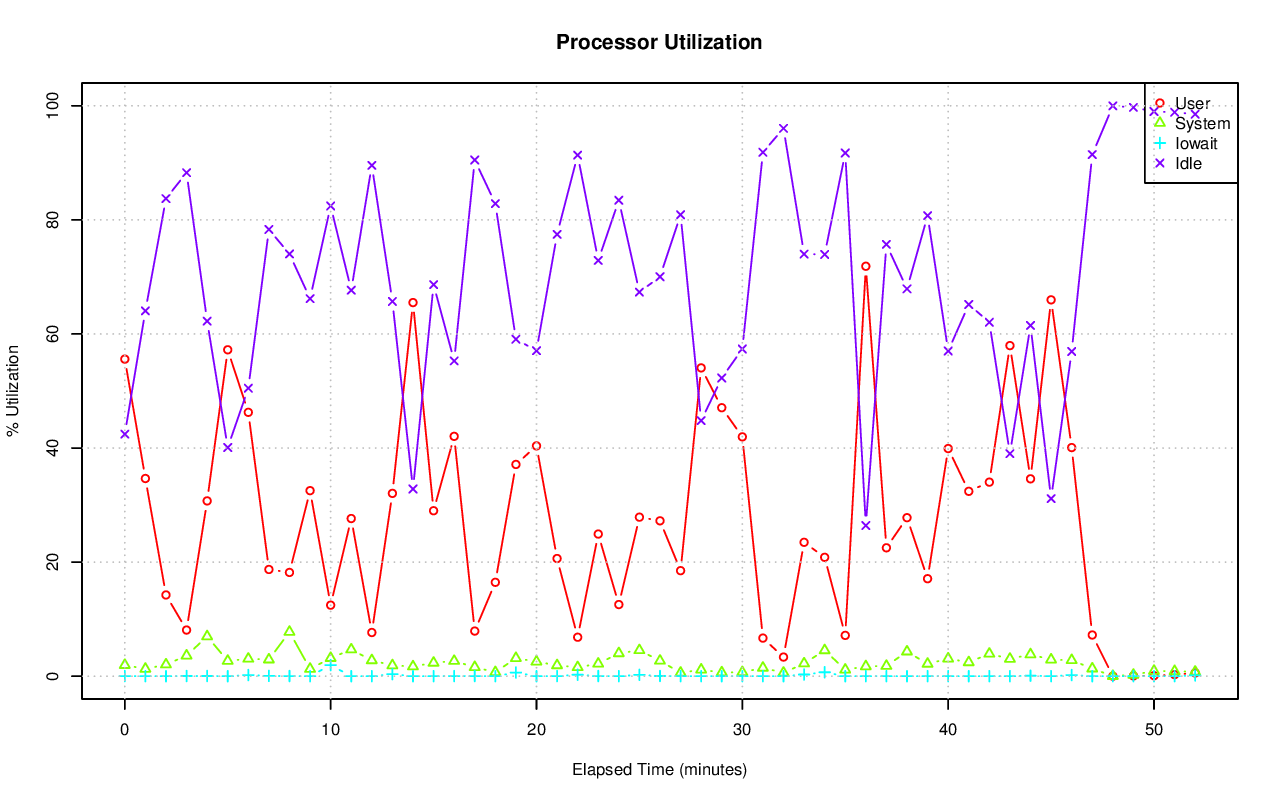 Processor Utilization
User
System
Iowait
Idle
% Utilization
100
80
60
40
20
0
0 10 20 30 40 50
Elapsed Time (minutes)